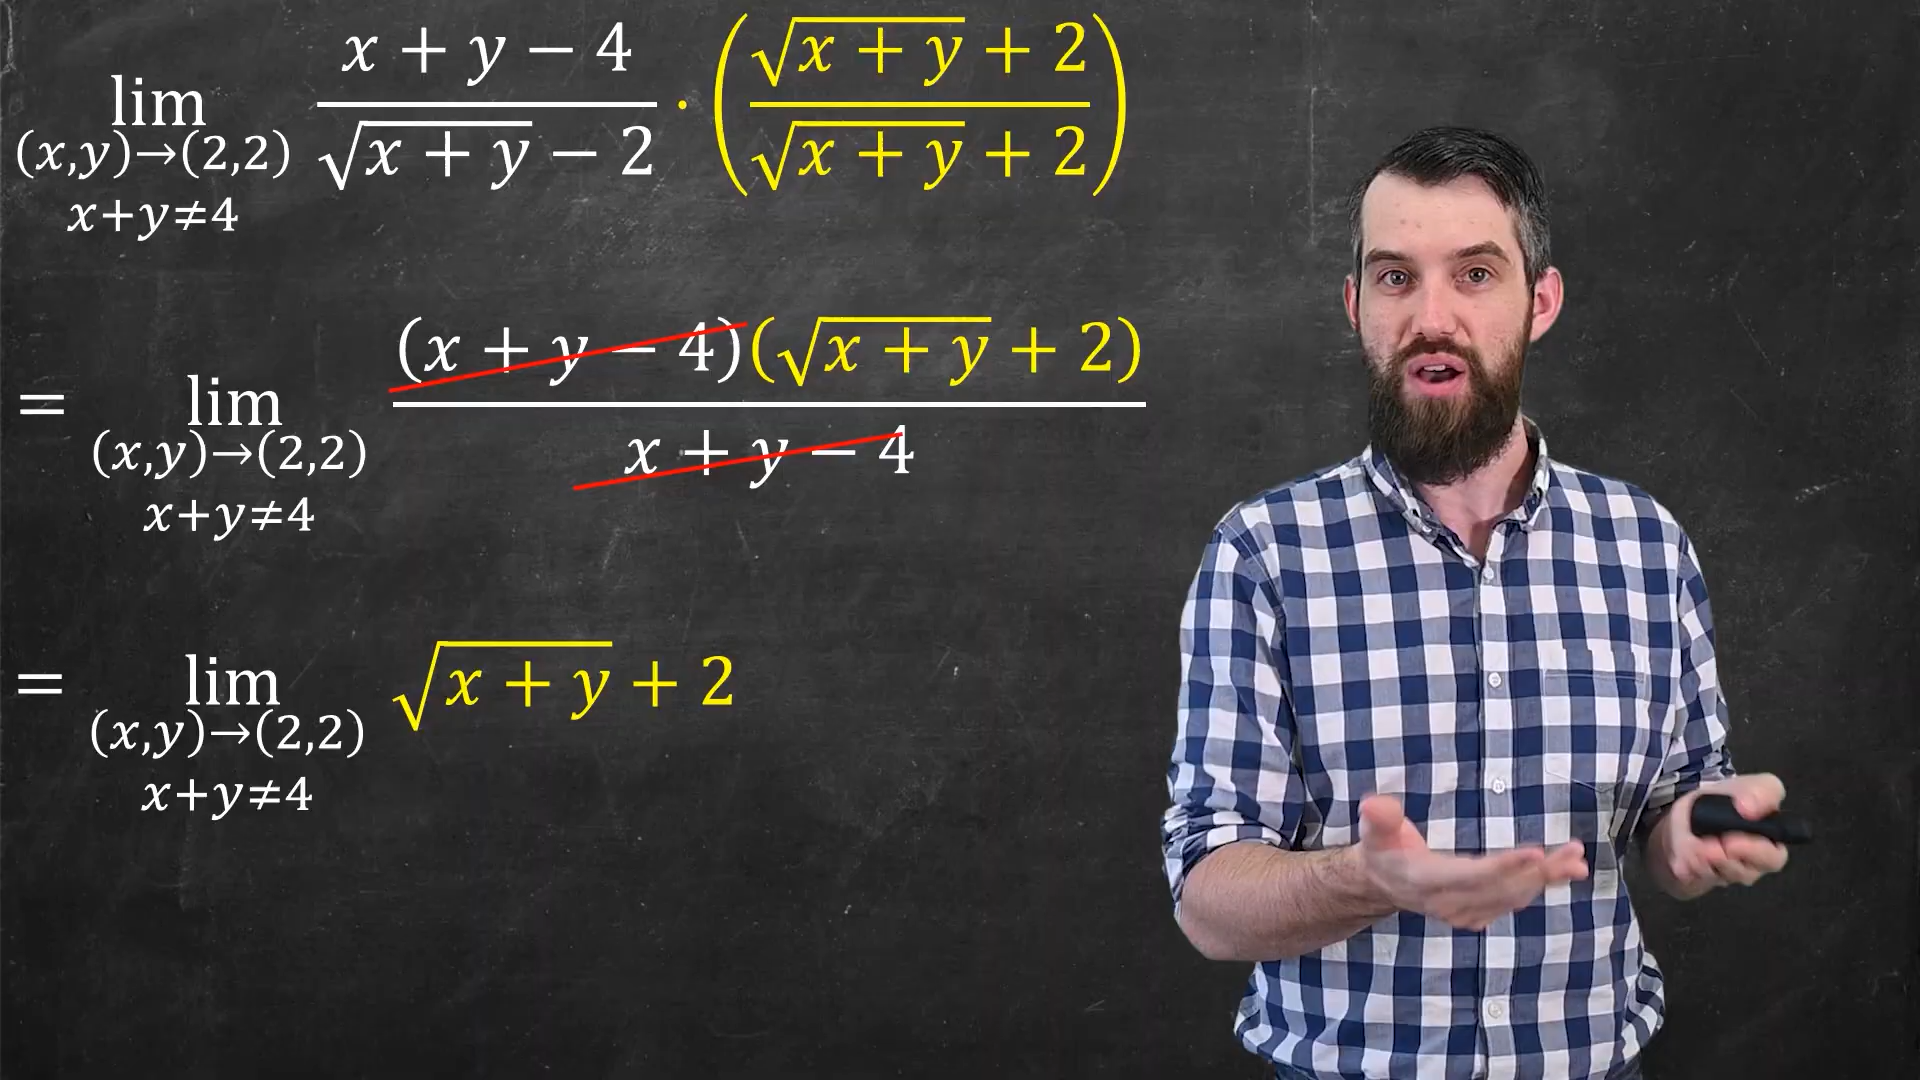 lim (x,y)→(2,2) x+y≠4 (x + y − 4)/(√(x + y) − 2) · ((√(x + y) + 2)/(√(x + y) + 2))
= lim (x,y)→(2,2) x+y≠4 ((x + y − 4)(√(x + y) + 2))/(x + y − 4)
= lim (x,y)→(2,2) x+y≠4 √(x + y) + 2